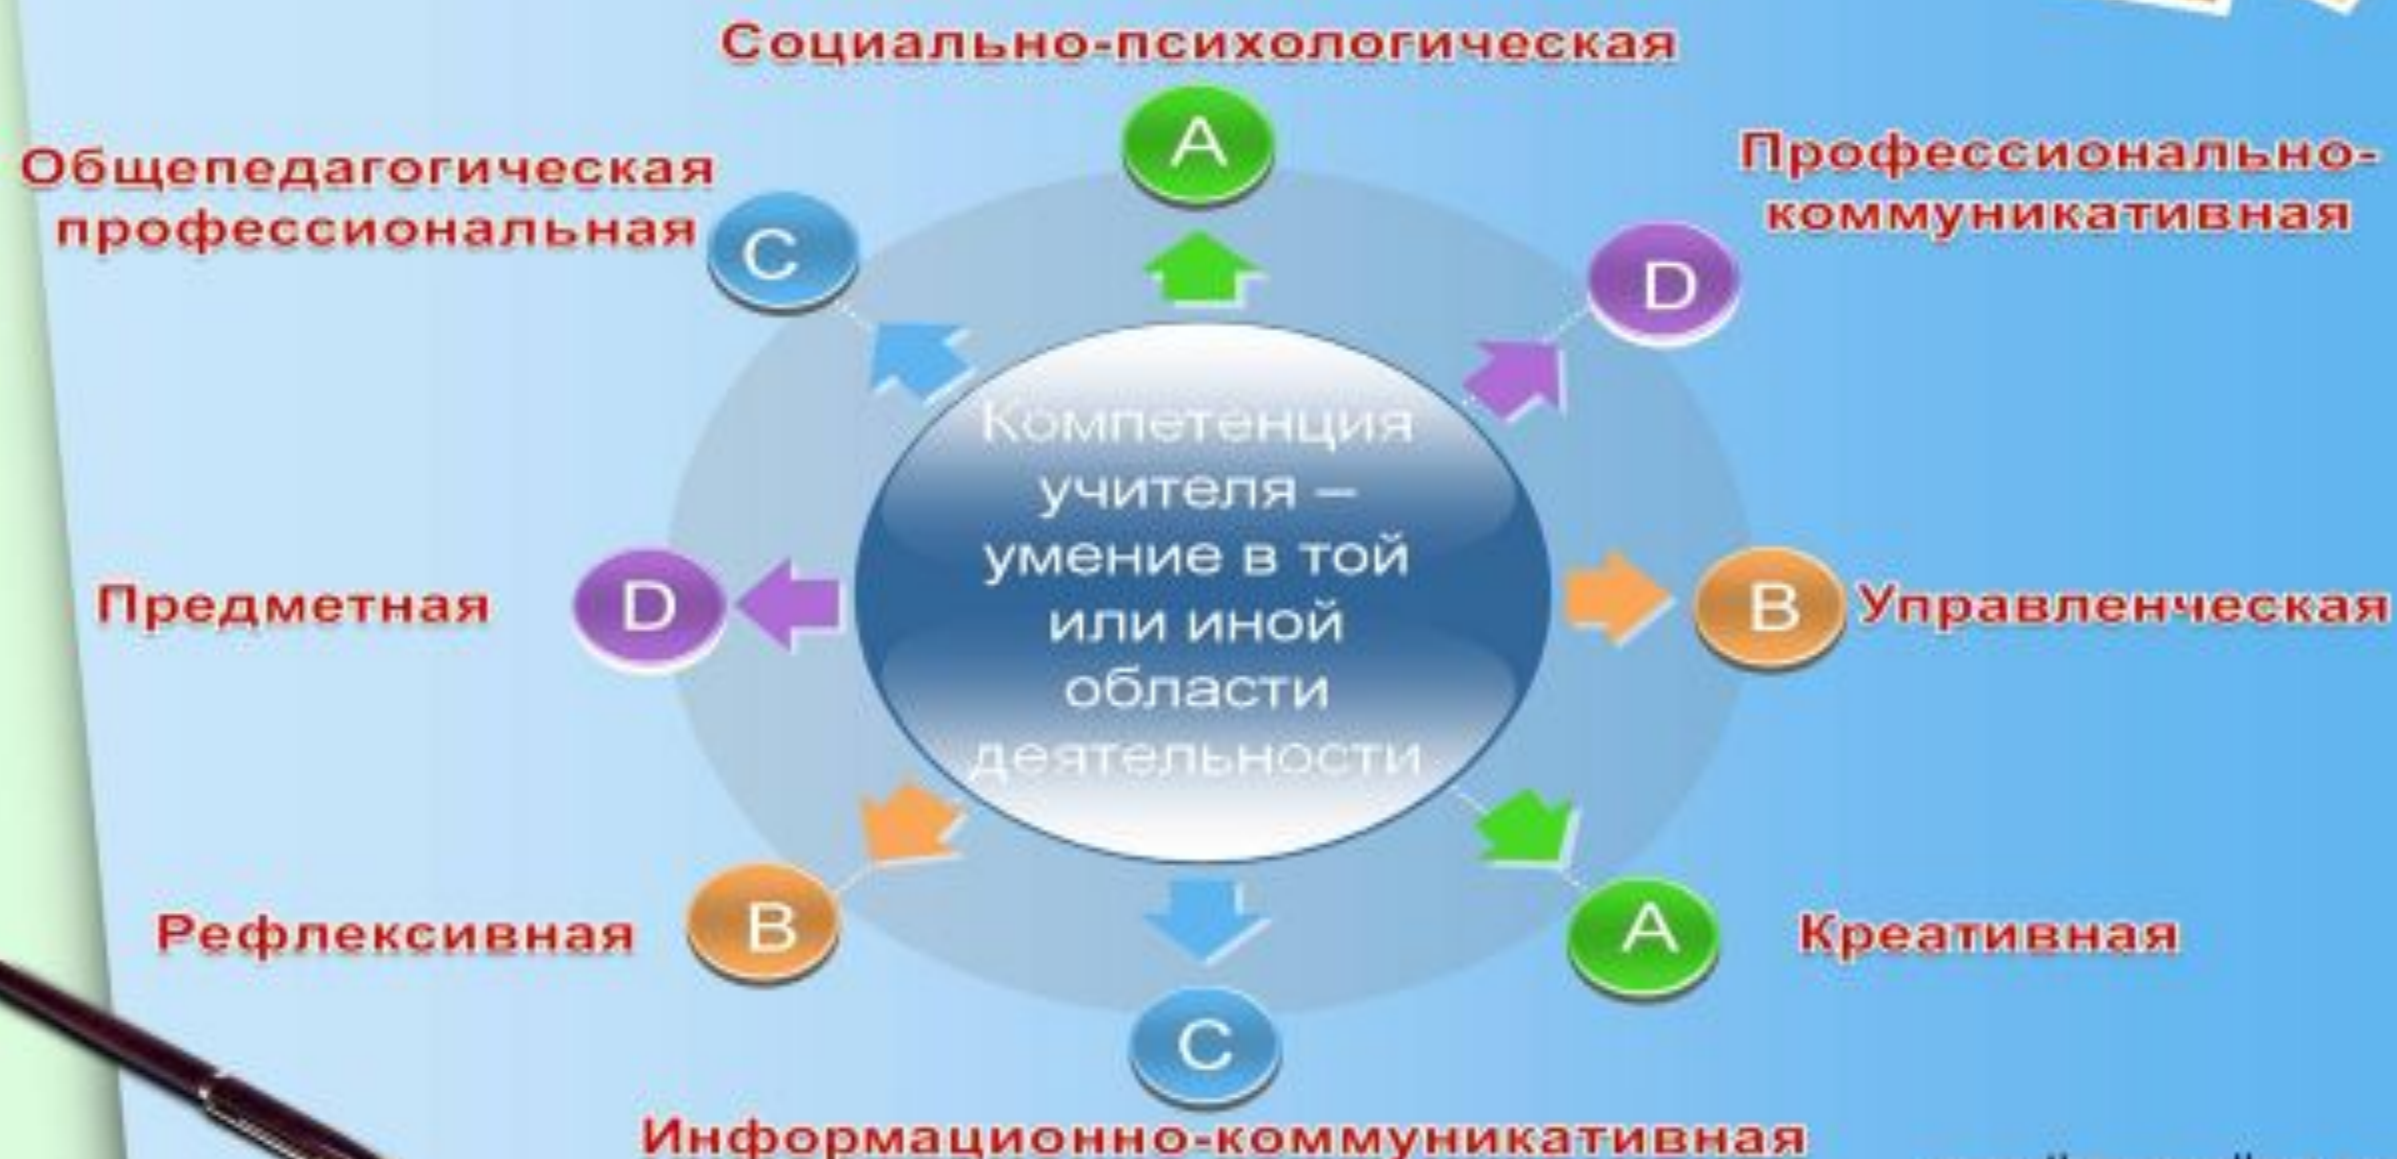 Социально-психологическая
A
Общепедагогическая
профессиональная
C
Профессионально-
коммуникативная
D
Компетенция
учителя –
умение в той
или иной
области
деятельности
Предметная
D
B
Управленческая
Рефлексивная
B
A
Креативная
C
Информационно-коммуникативная